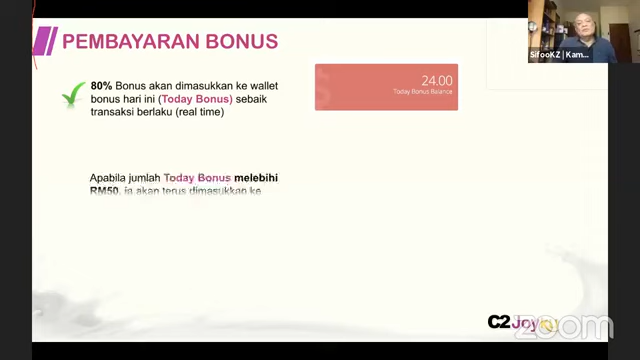 PEMBAYARAN BONUS
80% Bonus akan dimasukkan ke wallet
bonus hari ini (Today Bonus) sebaik
transaksi berlaku (real time)
24.00
Today Bonus Balance
Apabila jumlah Today Bonus melebihi
RM50, ia akan terus dimasukkan ke
SifooKZ | Kam...
C2Joy
zoom